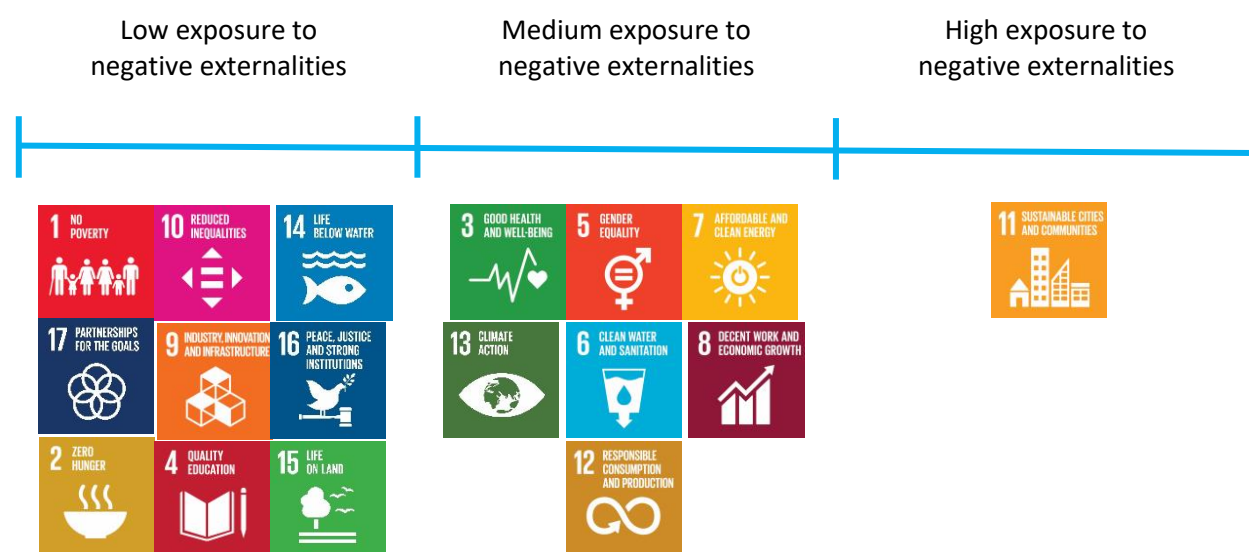 Low exposure to
negative externalities
Medium exposure to
negative externalities
High exposure to
negative externalities
1 NO
POVERTY
10 REDUCED
INEQUALITIES
14 LIFE
BELOW WATER
17 PARTNERSHIPS
FOR THE GOALS
9 INDUSTRY, INNOVATION
AND INFRASTRUCTURE
16 PEACE, JUSTICE
AND STRONG
INSTITUTIONS
2 ZERO
HUNGER
4 QUALITY
EDUCATION
15 LIFE
ON LAND
3 GOOD HEALTH
AND WELL-BEING
5 GENDER
EQUALITY
7 AFFORDABLE AND
CLEAN ENERGY
13 CLIMATE
ACTION
6 CLEAN WATER
AND SANITATION
8 DECENT WORK AND
ECONOMIC GROWTH
12 RESPONSIBLE
CONSUMPTION
AND PRODUCTION
11 SUSTAINABLE CITIES
AND COMMUNITIES